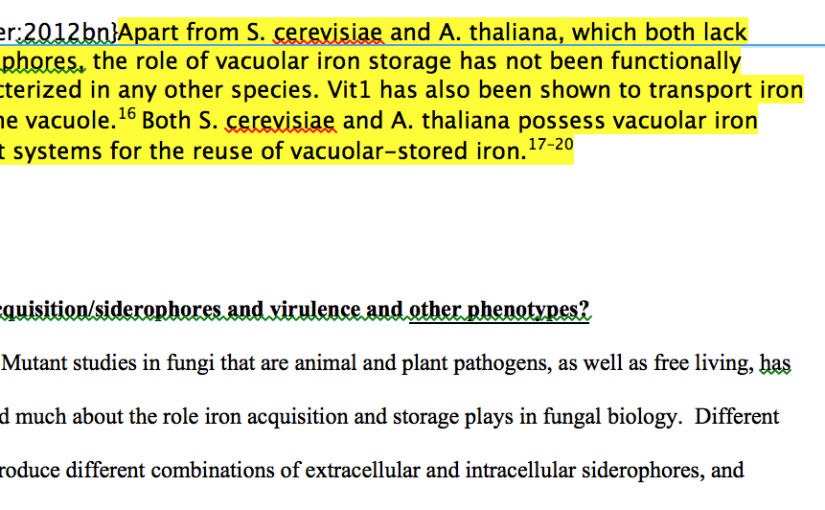 er:2012bn}Apart from S. cerevisiae and A. thaliana, which both lack
phores, the role of vacuolar iron storage has not been functionally
cterized in any other species. Vit1 has also been shown to transport iron
ne vacuole.16 Both S. cerevisiae and A. thaliana possess vacuolar iron
t systems for the reuse of vacuolar-stored iron.17-20
cquisition/siderophores and virulence and other phenotypes?
Mutant studies in fungi that are animal and plant pathogens, as well as free living, has
d much about the role iron acquisition and storage plays in fungal biology.  Different
roduce different combinations of extracellular and intracellular siderophores, and